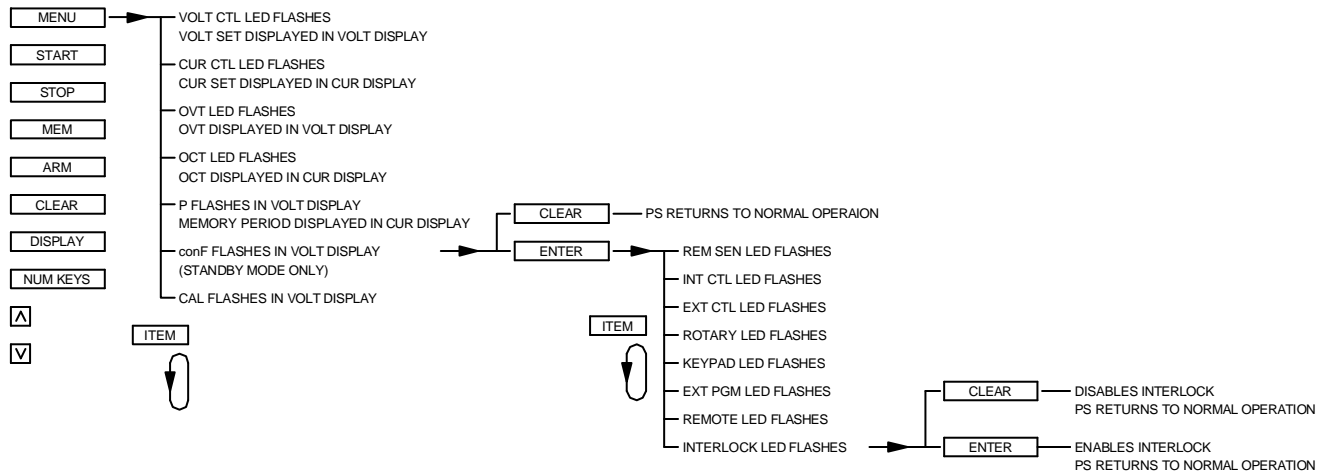 MENU
START
STOP
MEM
ARM
CLEAR
DISPLAY
NUM KEYS
VOLT CTL LED FLASHES
VOLT SET DISPLAYED IN VOLT DISPLAY
CUR CTL LED FLASHES
CUR SET DISPLAYED IN CUR DISPLAY
OVT LED FLASHES
OVT DISPLAYED IN VOLT DISPLAY
OCT LED FLASHES
OCT DISPLAYED IN CUR DISPLAY
P FLASHES IN VOLT DISPLAY
MEMORY PERIOD DISPLAYED IN CUR DISPLAY
conF FLASHES IN VOLT DISPLAY
(STANDBY MODE ONLY)
CAL FLASHES IN VOLT DISPLAY
ITEM
CLEAR
PS RETURNS TO NORMAL OPERAION
ENTER
REM SEN LED FLASHES
INT CTL LED FLASHES
EXT CTL LED FLASHES
ROTARY LED FLASHES
KEYPAD LED FLASHES
EXT PGM LED FLASHES
REMOTE LED FLASHES
INTERLOCK LED FLASHES
ITEM
CLEAR
DISABLES INTERLOCK
PS RETURNS TO NORMAL OPERATION
ENTER
ENABLES INTERLOCK
PS RETURNS TO NORMAL OPERATION